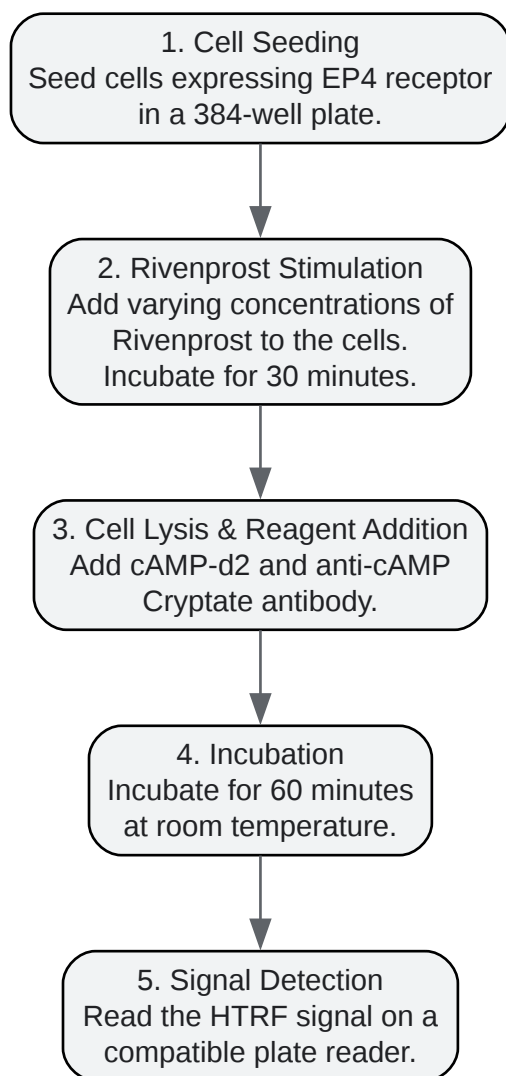 1. Cell Seeding
Seed cells expressing EP4 receptor
in a 384-well plate.
2. Rivenprost Stimulation
Add varying concentrations of
Rivenprost to the cells.
Incubate for 30 minutes.
3. Cell Lysis & Reagent Addition
Add cAMP-d2 and anti-cAMP
Cryptate antibody.
4. Incubation
Incubate for 60 minutes
at room temperature.
5. Signal Detection
Read the HTRF signal on a
compatible plate reader.